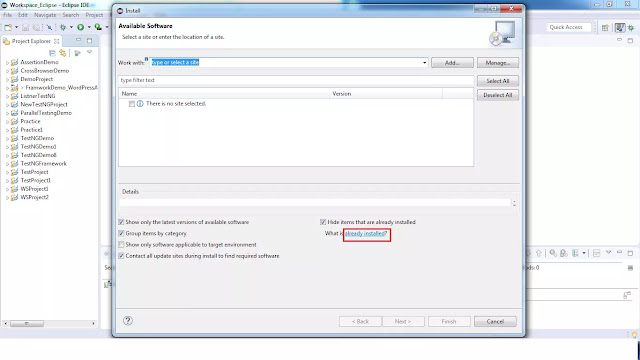 Workspace_Eclipse - Eclipse IDE
File Edit Navigate Search Project
Quick Access
Project Explorer
AssertionDemo
CrossBrowserDemo
DemoProject
FramworkDemo_WordPressA
ListnerTestNG
NewTestNGProject
ParallelTestingDemo
Practice
Practice1
TestNGDemo
TestNGDemo1
TestNGDemo8
TestNGFramework
TestProject
TestProject1
WSProject1
WSProject2
Install
Available Software
Select a site or enter the location of a site.
Work with: type or select a site
Add...
Manage...
type filter text
Select All
Deselect All
Name Version
There is no site selected.
Details
Show only the latest versions of available software
Hide items that are already installed
Group items by category
What is already installed?
Show only software applicable to target environment
Contact all update sites during install to find required software
< Back
Next >
Finish
Cancel